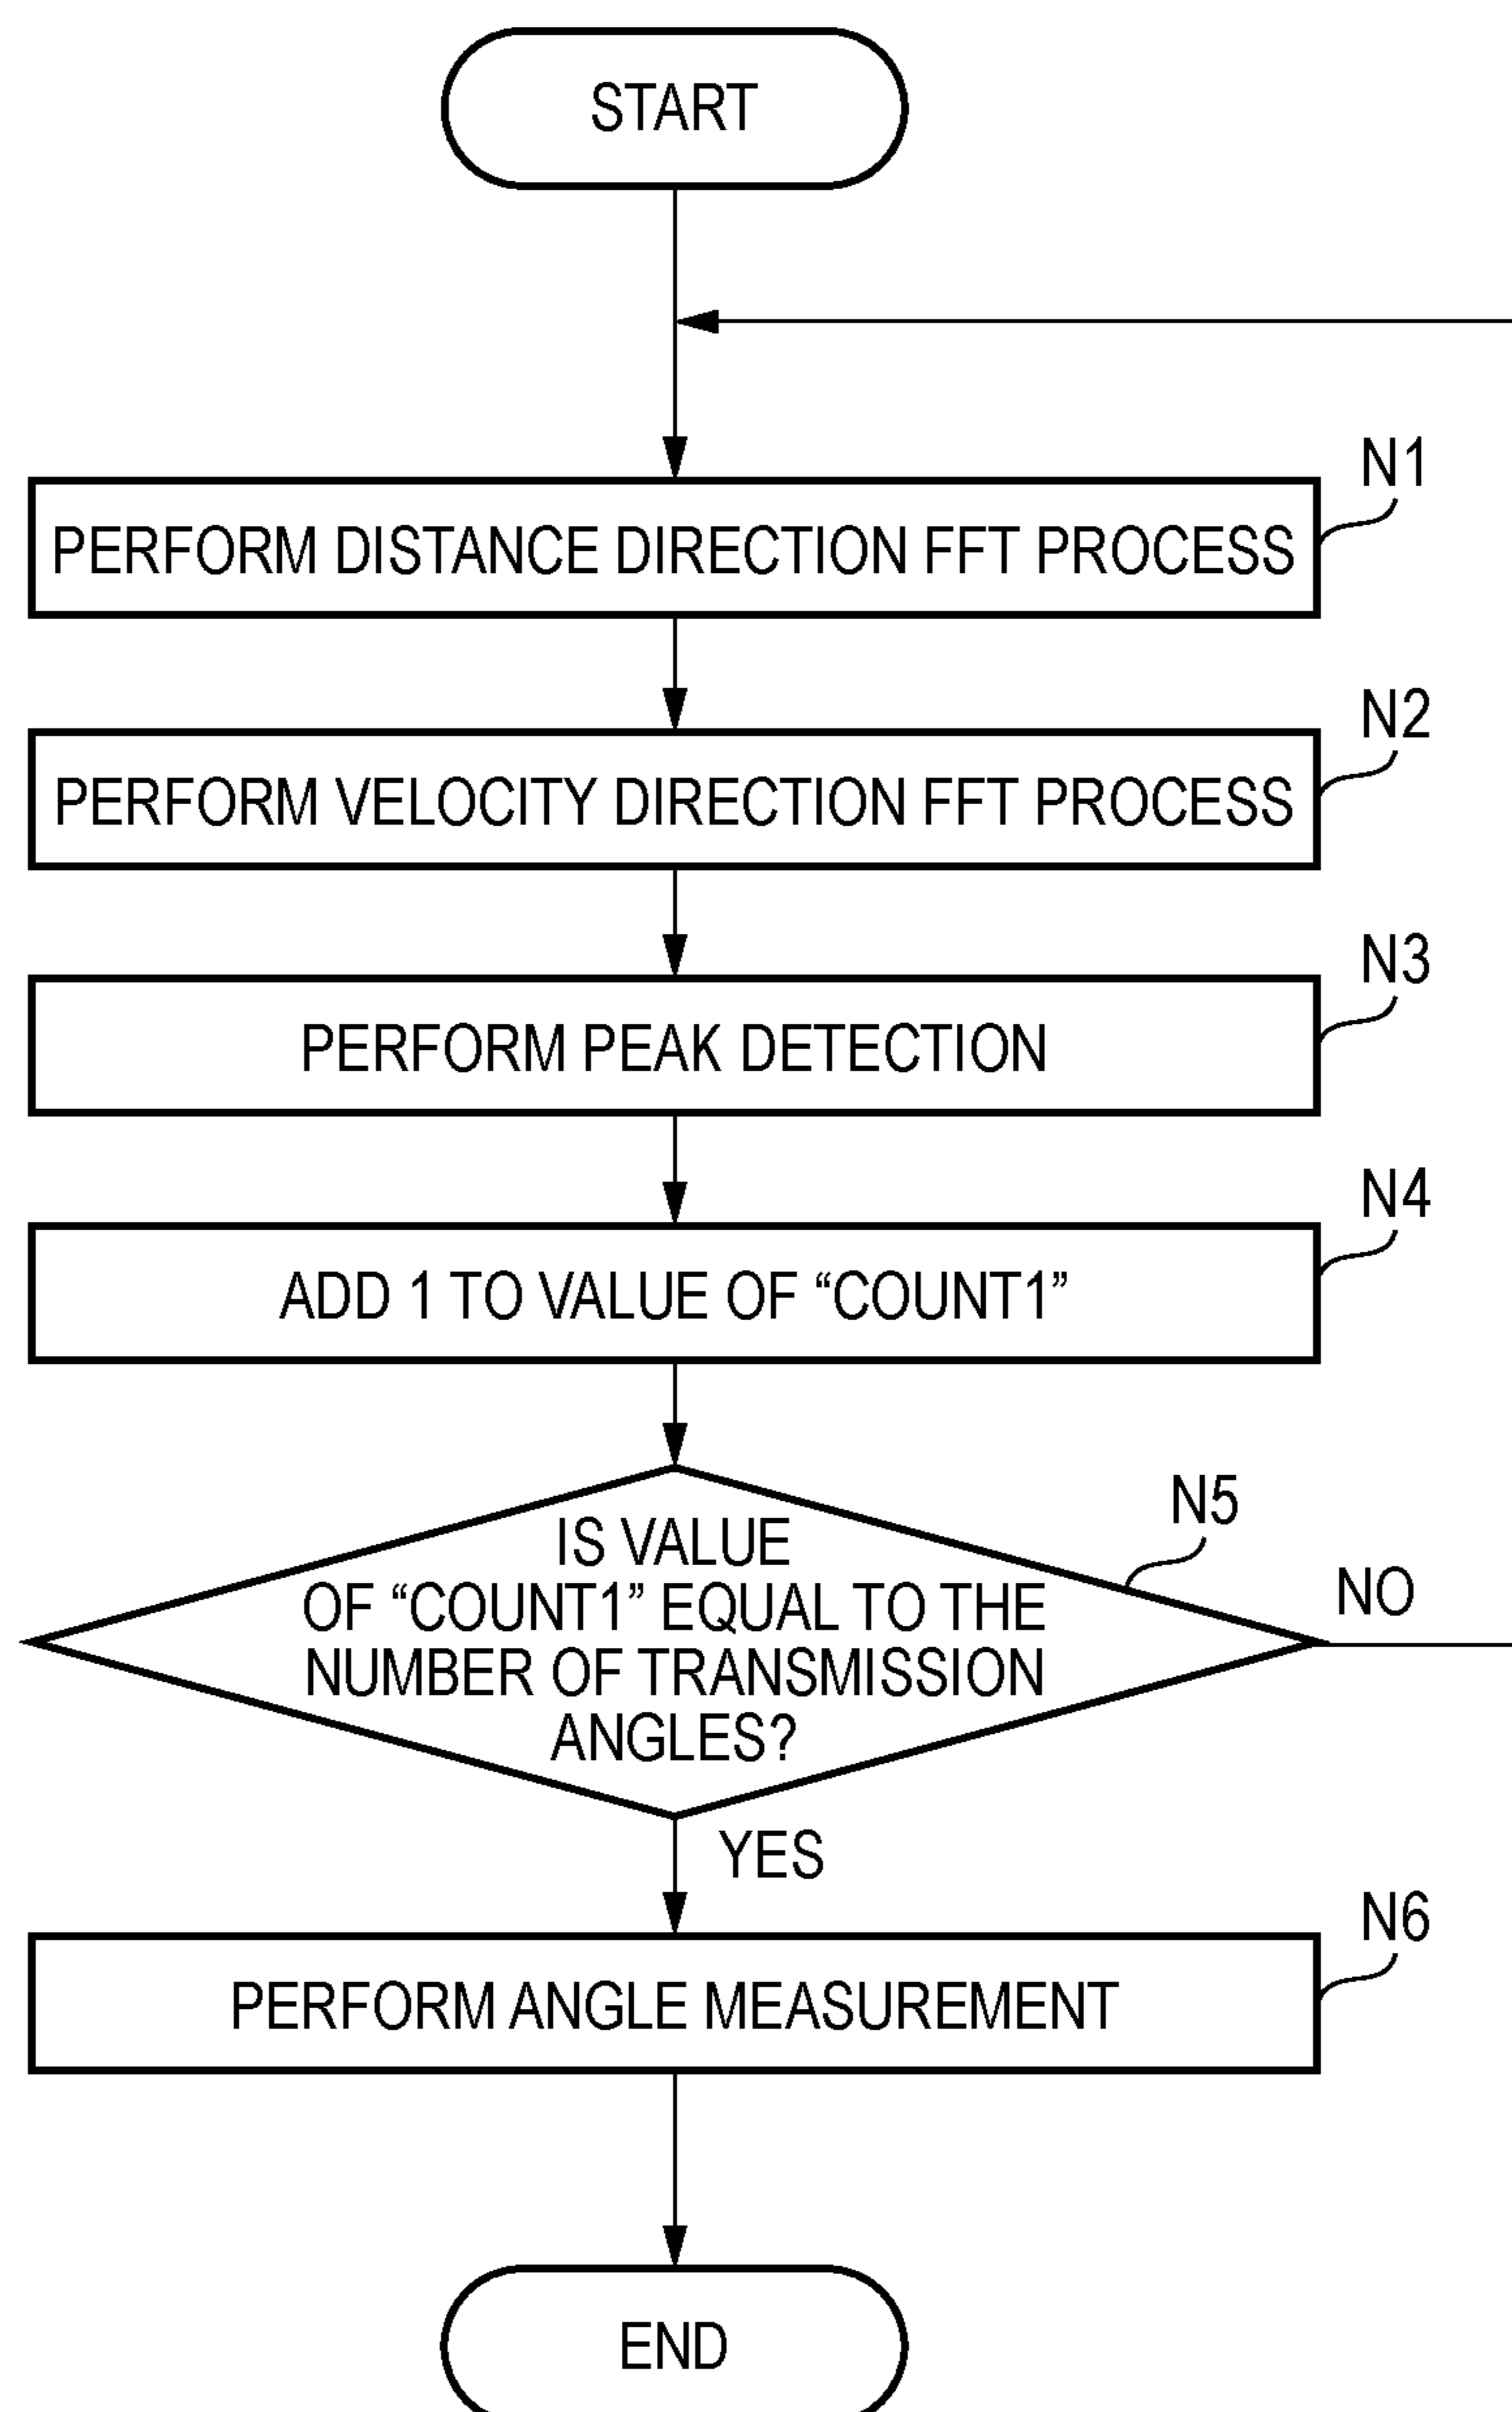 START
N1
PERFORM DISTANCE DIRECTION FFT PROCESS
N2
PERFORM VELOCITY DIRECTION FFT PROCESS
N3
PERFORM PEAK DETECTION
N4
ADD 1 TO VALUE OF “COUNT1”
N5
IS VALUE
OF “COUNT1” EQUAL TO THE
NUMBER OF TRANSMISSION
ANGLES?
NO
YES
N6
PERFORM ANGLE MEASUREMENT
END